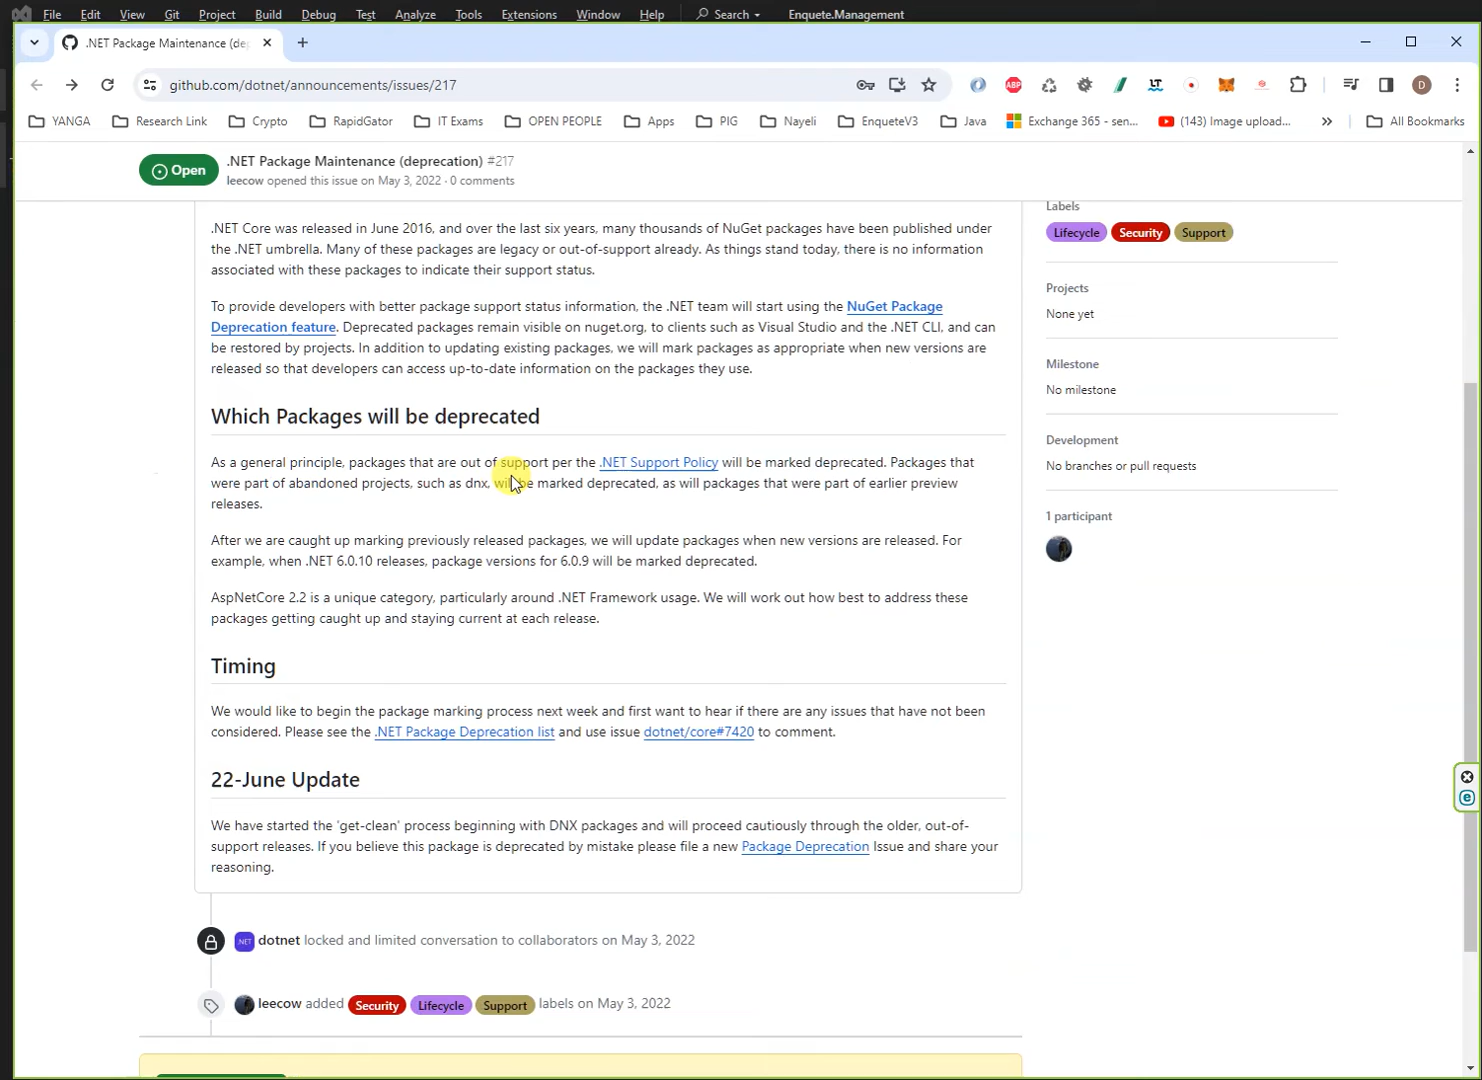 File Edit View Git Project Build Debug Test Analyze Tools Extensions Window Help Search Enquete.Management
.NET Package Maintenance (de
github.com/dotnet/announcements/issues/217
ABP LT D
YANGA Research Link Crypto RapidGator IT Exams OPEN PEOPLE Apps PIG Nayeli EnqueteV3 Java Exchange 365 - sen... (143) Image upload... » All Bookmarks
Open
.NET Package Maintenance (deprecation) #217
leecow opened this issue on May 3, 2022 · 0 comments
.NET Core was released in June 2016, and over the last six years, many thousands of NuGet packages have been published under
the .NET umbrella. Many of these packages are legacy or out-of-support already. As things stand today, there is no information
associated with these packages to indicate their support status.
To provide developers with better package support status information, the .NET team will start using the NuGet Package
Deprecation feature. Deprecated packages remain visible on nuget.org, to clients such as Visual Studio and the .NET CLI, and can
be restored by projects. In addition to updating existing packages, we will mark packages as appropriate when new versions are
released so that developers can access up-to-date information on the packages they use.
Which Packages will be deprecated
As a general principle, packages that are out of support per the .NET Support Policy will be marked deprecated. Packages that
were part of abandoned projects, such as dnx, will be marked deprecated, as will packages that were part of earlier preview
releases.
After we are caught up marking previously released packages, we will update packages when new versions are released. For
example, when .NET 6.0.10 releases, package versions for 6.0.9 will be marked deprecated.
AspNetCore 2.2 is a unique category, particularly around .NET Framework usage. We will work out how best to address these
packages getting caught up and staying current at each release.
Timing
We would like to begin the package marking process next week and first want to hear if there are any issues that have not been
considered. Please see the .NET Package Deprecation list and use issue dotnet/core#7420 to comment.
22-June Update
We have started the 'get-clean' process beginning with DNX packages and will proceed cautiously through the older, out-of-
support releases. If you believe this package is deprecated by mistake please file a new Package Deprecation Issue and share your
reasoning.
.NET dotnet locked and limited conversation to collaborators on May 3, 2022
leecow added Security Lifecycle Support labels on May 3, 2022
Labels
Lifecycle Security Support
Projects
None yet
Milestone
No milestone
Development
No branches or pull requests
1 participant